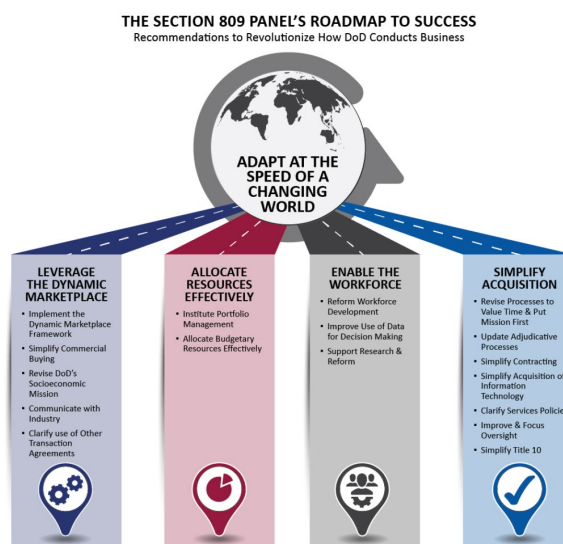 THE SECTION 809 PANEL'S ROADMAP TO SUCCESS
Recommendations to Revolutionize How DoD Conducts Business
ADAPT AT THE
SPEED OF A
CHANGING
WORLD
LEVERAGE
THE DYNAMIC
MARKETPLACE
• Implement the
Dynamic Marketplace
Framework
• Simplify Commercial
Buying
• Revise DoD's
Socioeconomic
Mission
• Communicate with
Industry
• Clarify use of Other
Transaction
Agreements
ALLOCATE
RESOURCES
EFFECTIVELY
• Institute Portfolio
Management
• Allocate Budgetary
Resources Effectively
ENABLE THE
WORKFORCE
• Reform Workforce
Development
• Improve Use of Data
for Decision Making
• Support Research &
Reform
SIMPLIFY
ACQUISITION
• Revise Processes to
Value Time & Put
Mission First
• Update Adjudicative
Processes
• Simplify Contracting
• Simplify Acquisition of
Information
Technology
• Clarify Services Policie
• Improve & Focus
Oversight
• Simplify Title 10